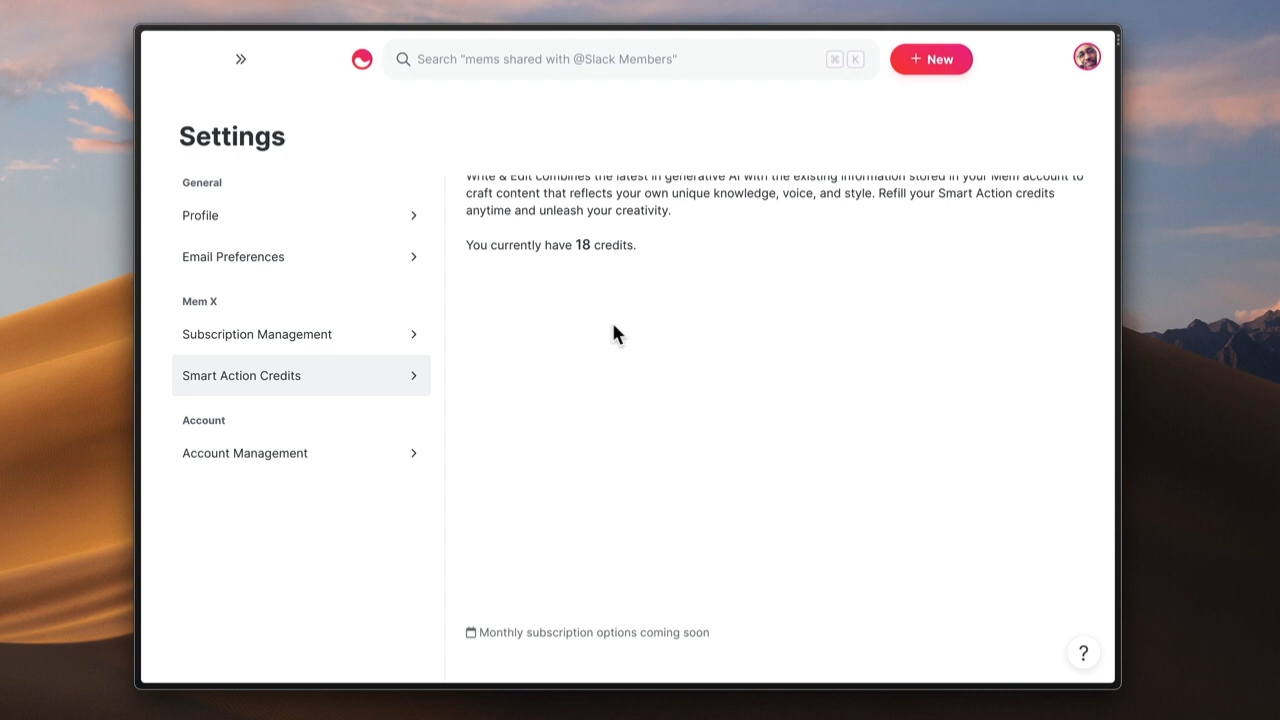 Search "mems shared with @Slack Members"
⌘ K
+ New
Settings
General
Profile
Email Preferences
Mem X
Subscription Management
Smart Action Credits
Account
Account Management
Write & Edit combines the latest in generative AI with the existing information stored in your Mem account to
craft content that reflects your own unique knowledge, voice, and style. Refill your Smart Action credits
anytime and unleash your creativity.
You currently have 18 credits.
Monthly subscription options coming soon
?